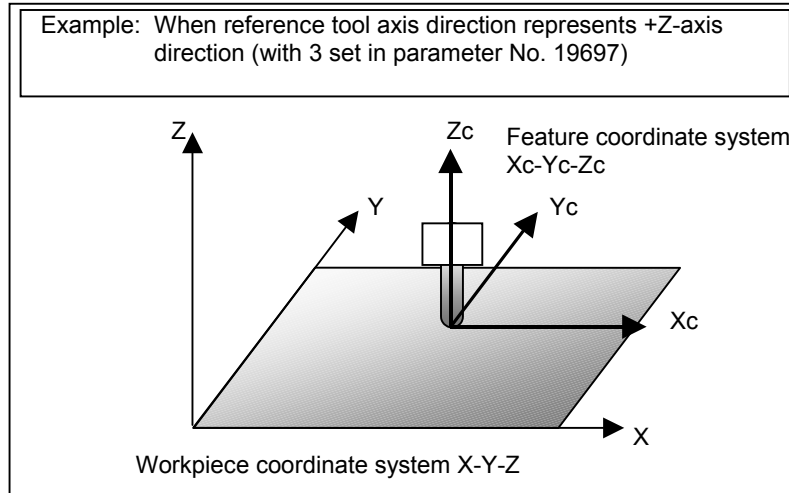 Example: When reference tool axis direction represents +Z-axis
direction (with 3 set in parameter No. 19697)
Z
Zc
Feature coordinate system
Xc-Yc-Zc
Y
Yc
Xc
X
Workpiece coordinate system X-Y-Z